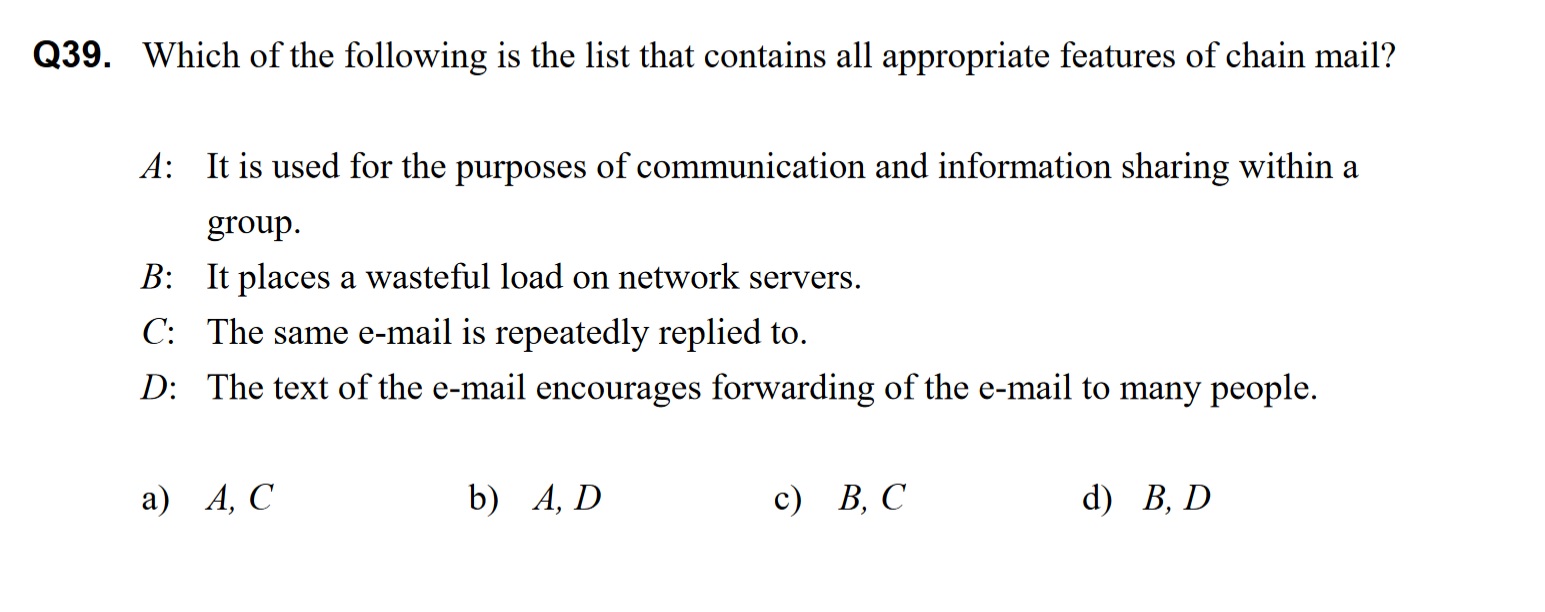 Q39. Which of the following is the list that contains all appropriate features of chain mail?
A: It is used for the purposes of communication and information sharing within a
group.
B: It places a wasteful load on network servers.
C: The same e-mail is repeatedly replied to.
D: The text of the e-mail encourages forwarding of the e-mail to many people.
a) A, C b) A, D c) B, C d) B, D